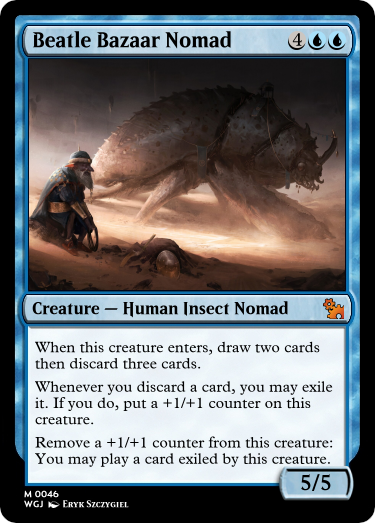 Beatle Bazaar Nomad 4
Creature — Human Insect Nomad
When this creature enters, draw two cards
then discard three cards.
Whenever you discard a card, you may exile
it. If you do, put a +1/+1 counter on this
creature.
Remove a +1/+1 counter from this creature:
You may play a card exiled by this creature.
5/5
M 0046
WGJ Eryk Szczygiel